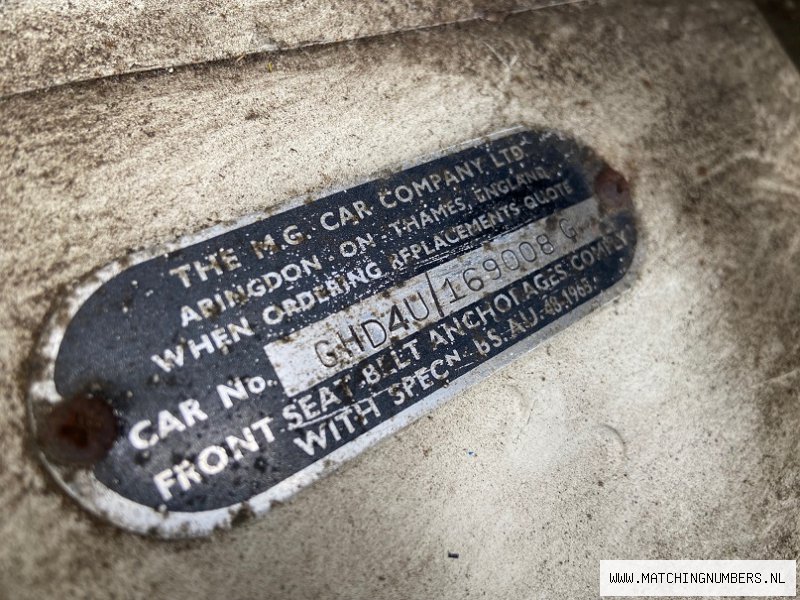 THE M.G. CAR COMPANY LTD.
ABINGDON - ON - THAMES, ENGLAND.
WHEN ORDERING REPLACEMENTS QUOTE
CAR No. GHD4U/169008 G
FRONT SEAT BELT ANCHORAGES COMPLY
WITH SPECN. BS. AU. 48.1965.
WWW.MATCHINGNUMBERS.NL